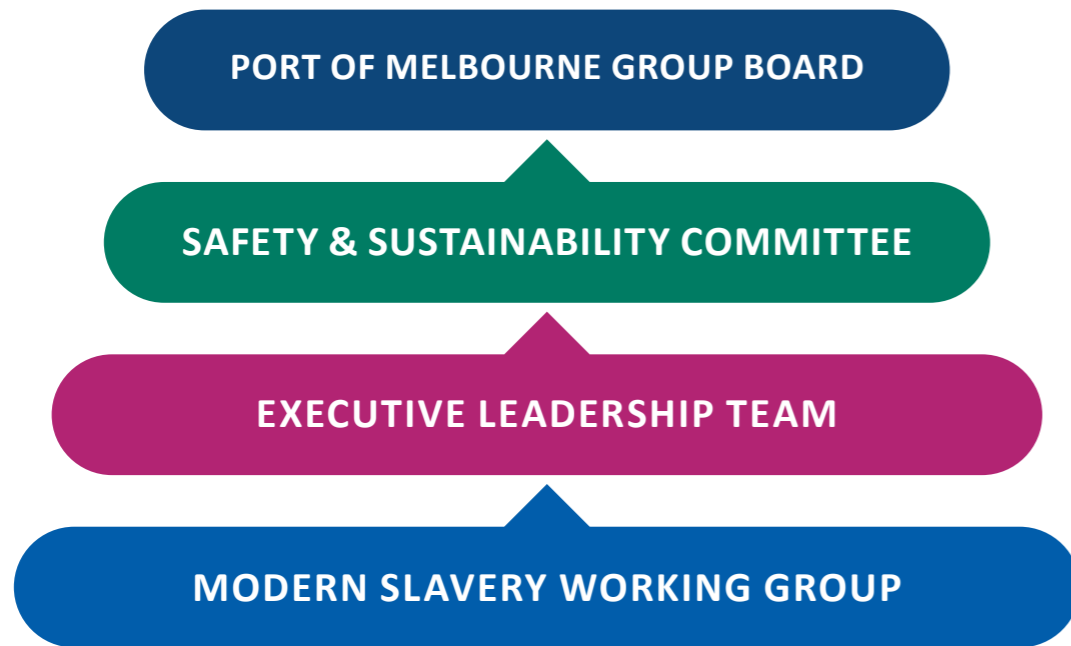 PORT OF MELBOURNE GROUP BOARD
SAFETY & SUSTAINABILITY COMMITTEE
EXECUTIVE LEADERSHIP TEAM
MODERN SLAVERY WORKING GROUP